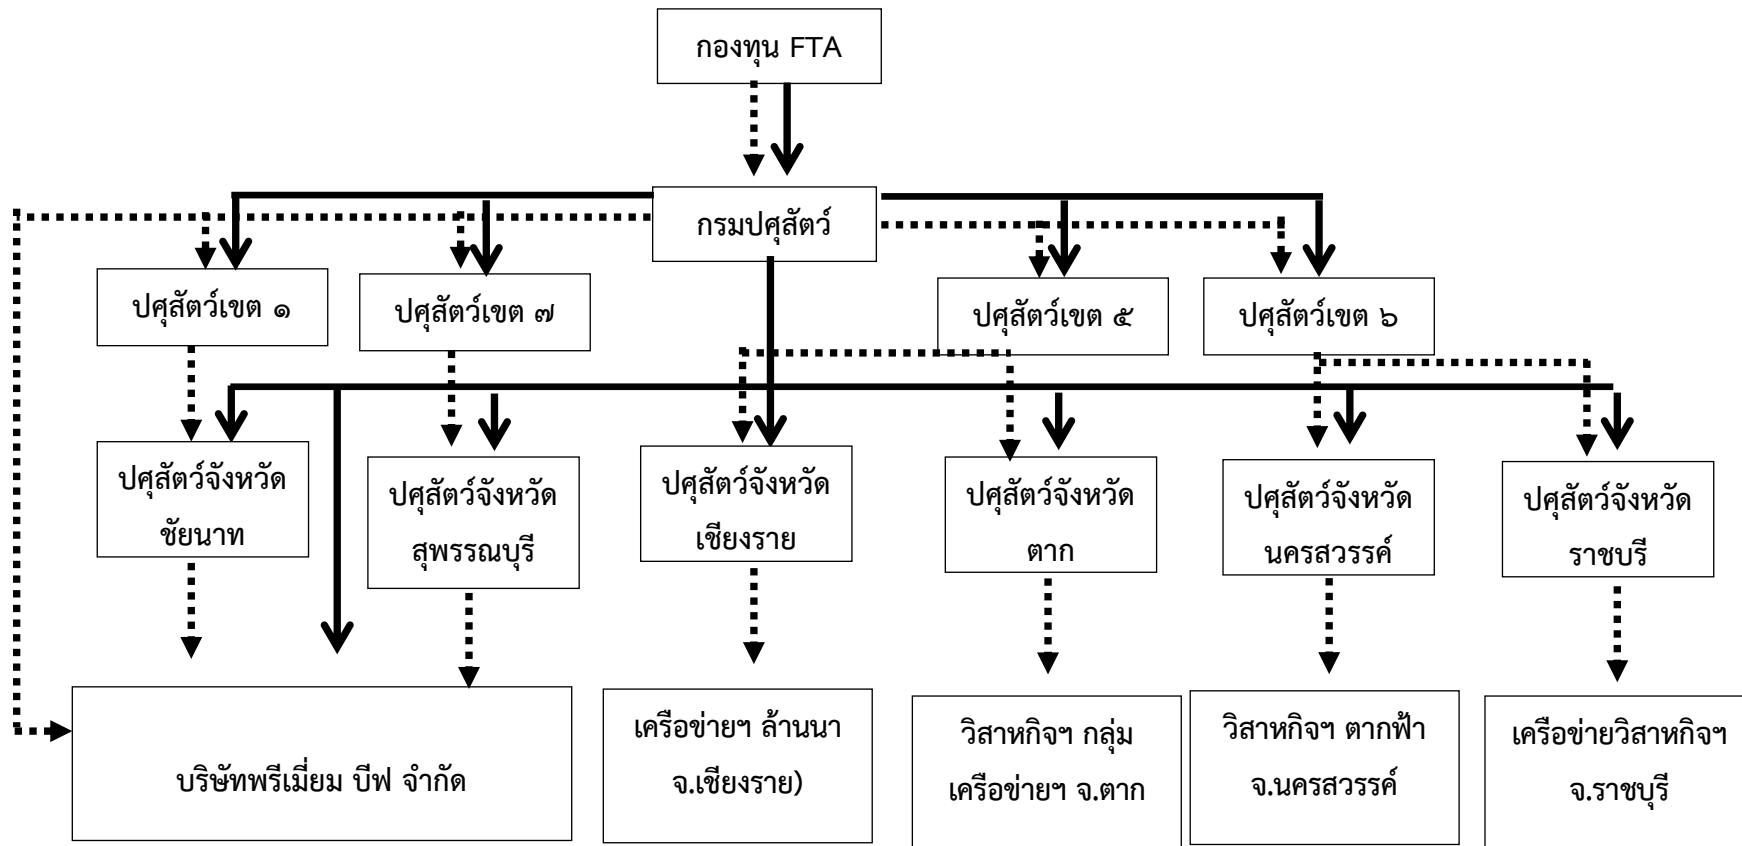 กองทุน FTA
กรมปศุสัตว์
ปศุสัตว์เขต ๑
ปศุสัตว์เขต ๗
ปศุสัตว์เขต ๕
ปศุสัตว์เขต ๖
ปศุสัตว์จังหวัด
ชัยนาท
ปศุสัตว์จังหวัด
สุพรรณบุรี
ปศุสัตว์จังหวัด
เชียงราย
ปศุสัตว์จังหวัด
ตาก
ปศุสัตว์จังหวัด
นครสวรรค์
ปศุสัตว์จังหวัด
ราชบรี
บริษัทพรีเมี่ยม บีฟ จำกัด
เครือข่ายฯ ล้านนา
จ.เชียงราย)
วิสาหกิจฯ กลุ่ม
เครือข่ายฯ จ.ตาก
วิสาหกิจฯ ตากฟ้า
จ.นครสวรรค์
เครือข่ายวิสาหกิจฯ
จ.ราชบุรี